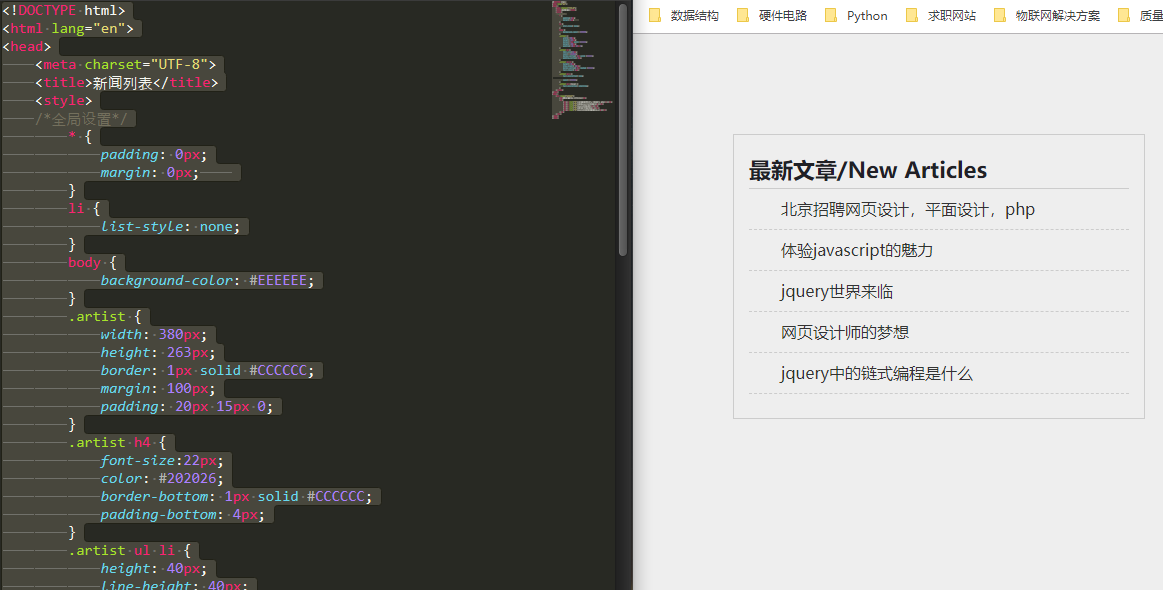 <!DOCTYPE html>
<html lang="en">
<head>
<meta charset="UTF-8">
<title>新闻列表</title>
<style>
/*全局设置*/
* {
padding: 0px;
margin: 0px;
}
li {
list-style: none;
}
body {
background-color: #EEEEEE;
}
.artist {
width: 380px;
height: 263px;
border: 1px solid #CCCCCC;
margin: 100px;
padding: 20px 15px 0;
}
.artist h4 {
font-size:22px;
color: #202026;
border-bottom: 1px solid #CCCCCC;
padding-bottom: 4px;
}
.artist ul li {
height: 40px;
line-height: 40px;
数据结构 硬件电路 Python 求职网站 物联网解决方案 质量
最新文章/New Articles
北京招聘网页设计，平面设计，php
体验javascript的魅力
jquery世界来临
网页设计师的梦想
jquery中的链式编程是什么